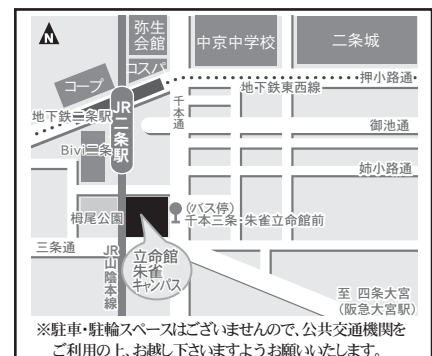 N
弥生
会館
中京中学校
二条城
コスパ
コープ
押小路通
地下鉄東西線
地下鉄二条駅
JR二条駅
千本通
御池通
Bivi二条
姉小路通
栂尾公園
(バス停)
千本三条・朱雀立命館前
三条通
JR山陰本線
立命館
朱雀
キャンパス
至 四条大宮
(阪急大宮駅)
※駐車・駐輪スペースはございませんので、公共交通機関を
ご利用の上、お越し下さいますようお願いいたします。